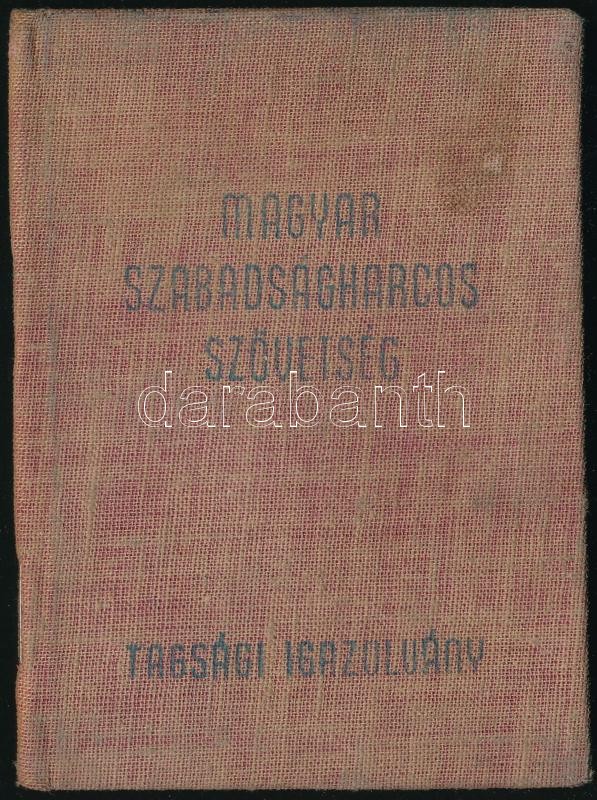 MAGYAR
SZABADSÁGHARCOS
SZÖVETSÉG
darabanth
TAGSÁGI IGAZOLVÁNY